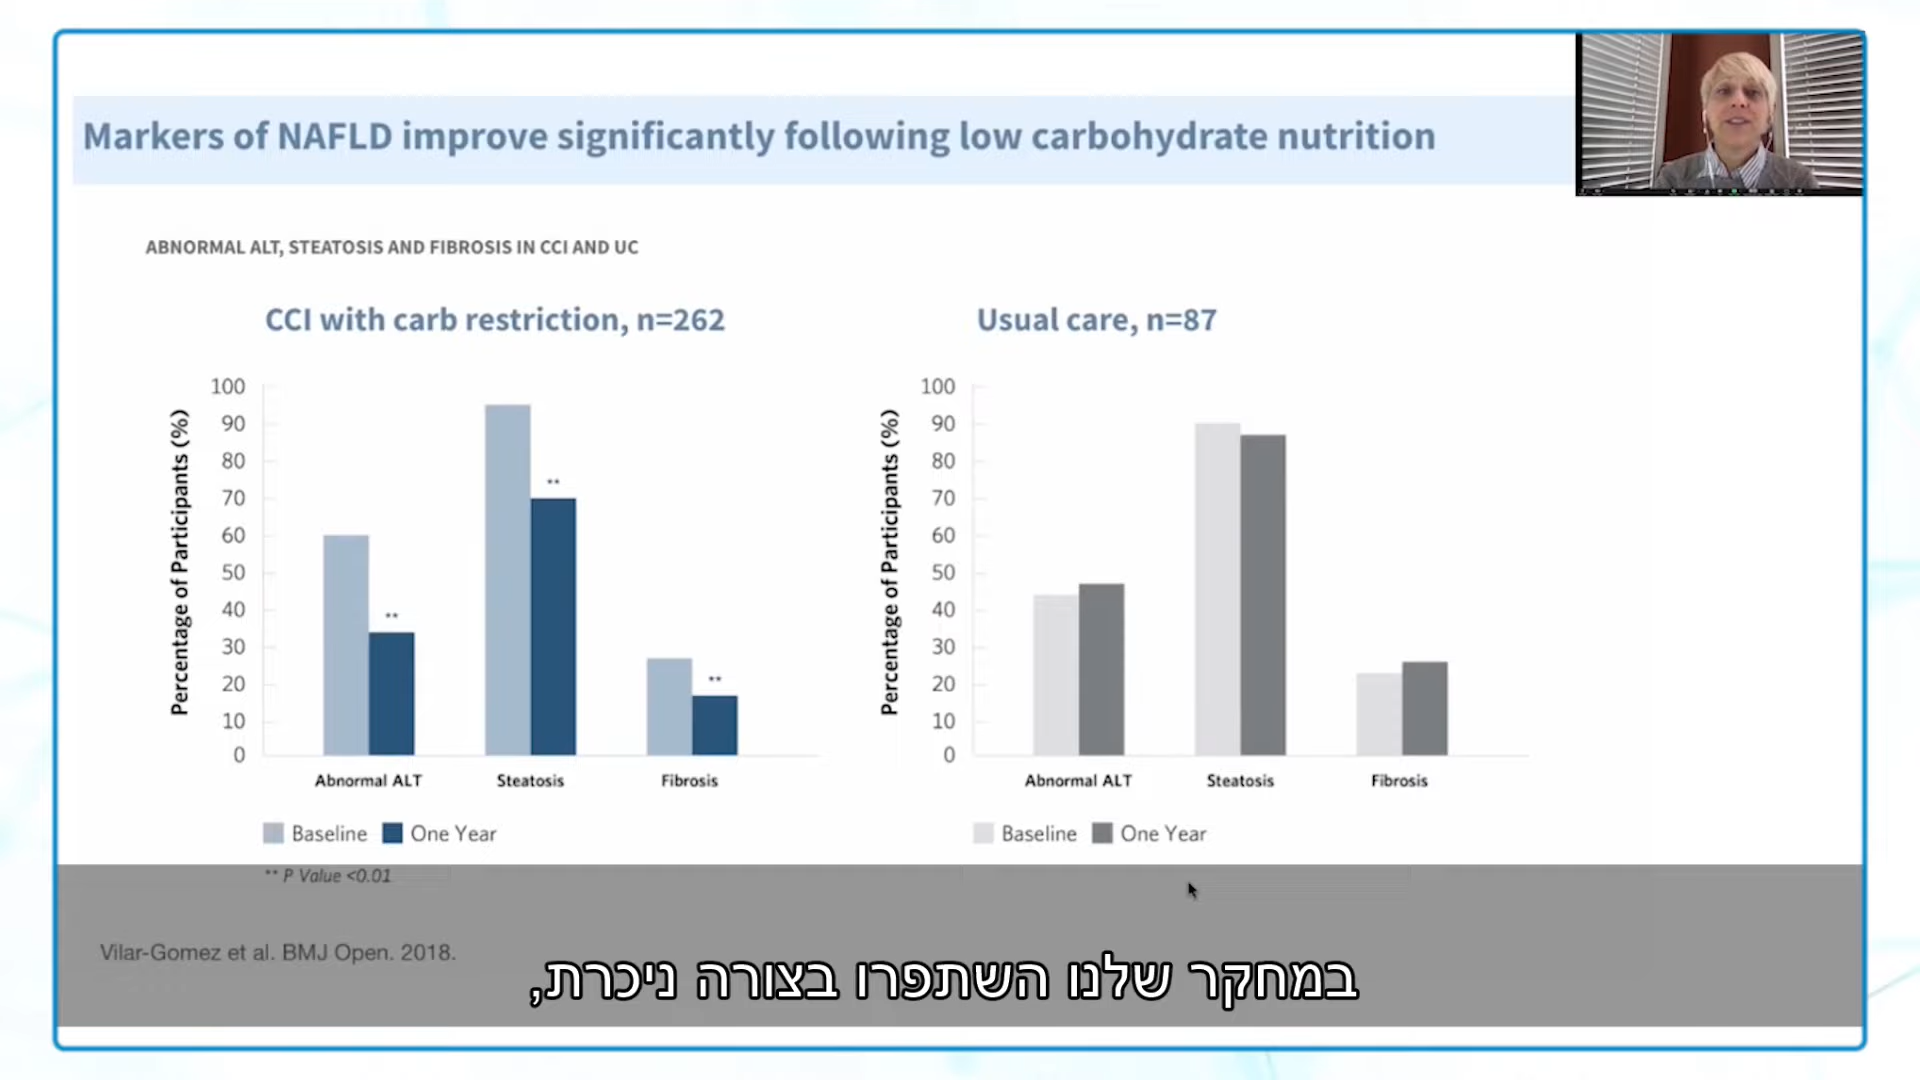 Markers of NAFLD improve significantly following low carbohydrate nutrition
ABNORMAL ALT, STEATOSIS AND FIBROSIS IN CCI AND UC
CCI with carb restriction, n=262
Percentage of Participants (%)
100
90
80
70
60
50
40
30
20
10
0
**
**
**
Abnormal ALT Steatosis Fibrosis
Baseline One Year
** P Value <0.01
Usual care, n=87
Percentage of Participants (%)
100
90
80
70
60
50
40
30
20
10
0
Abnormal ALT Steatosis Fibrosis
Baseline One Year
Vilar-Gomez et al. BMJ Open. 2018.
במחקר שלנו השתפרו בצורה ניכרת,